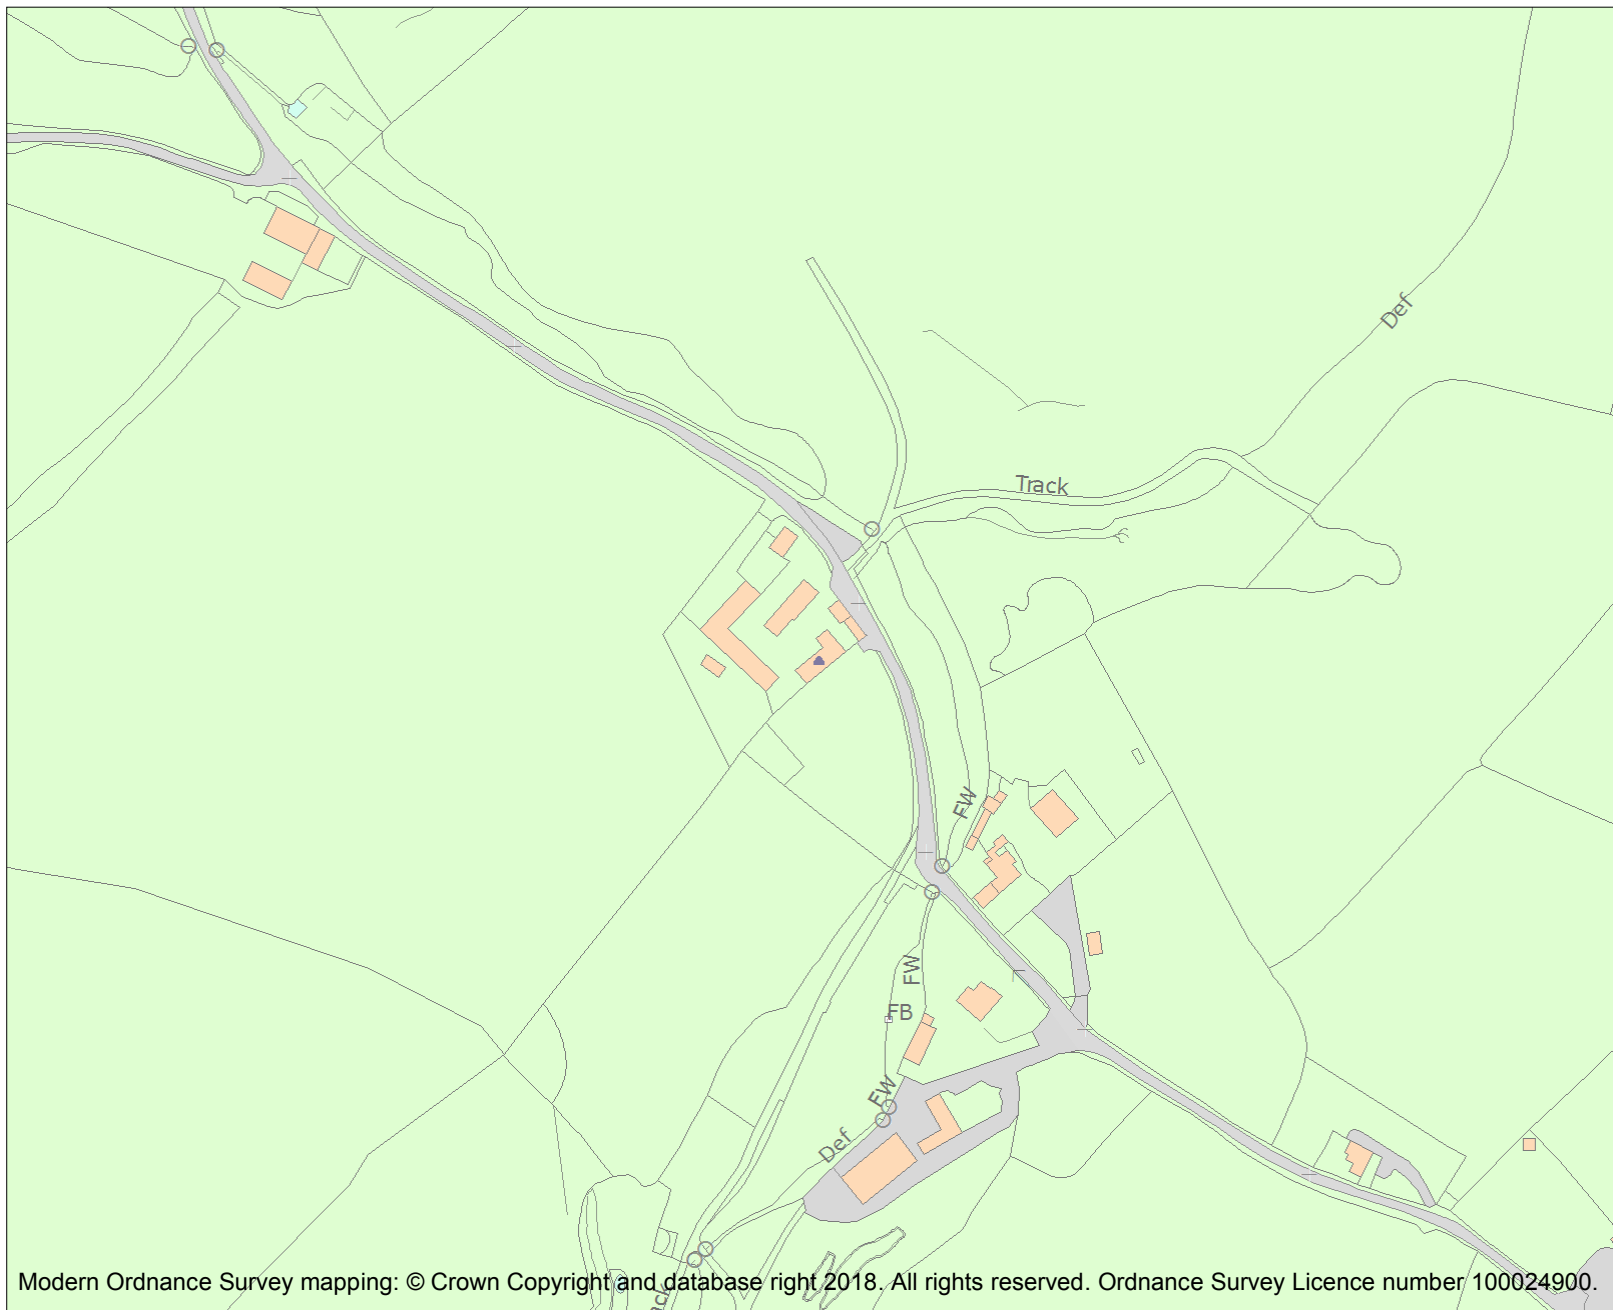 Def
Track
FW
FW
FB
FW
Def
Modern Ordnance Survey mapping: © Crown Copyright and database right 2018. All rights reserved. Ordnance Survey Licence number 100024900.